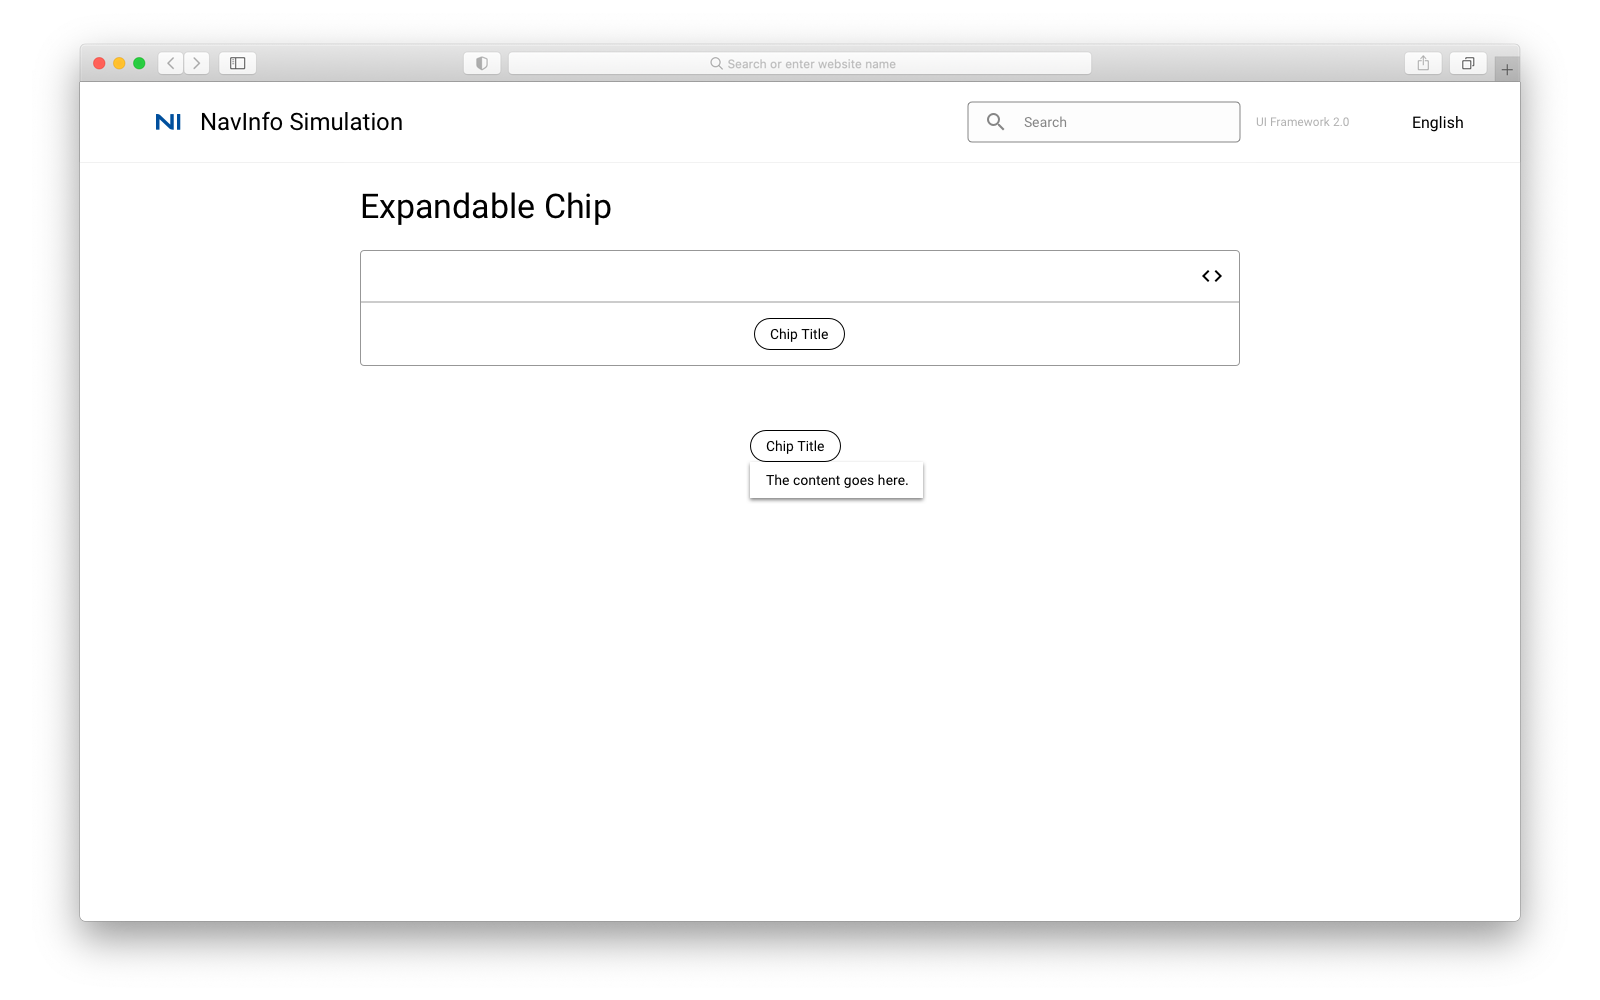 Search or enter website name
NI NavInfo Simulation
Search
UI Framework 2.0
English
Expandable Chip
Chip Title
Chip Title
The content goes here.